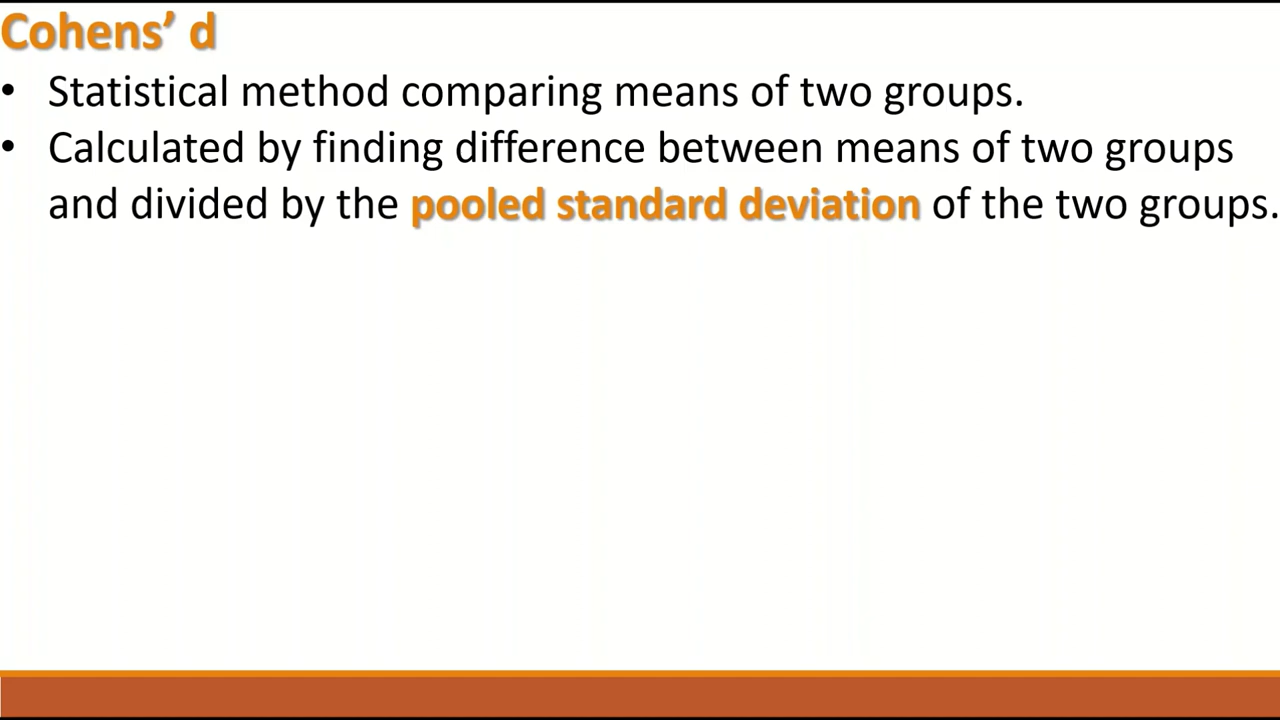 Cohens’ d
• Statistical method comparing means of two groups.
• Calculated by finding difference between means of two groups
and divided by the pooled standard deviation of the two groups.